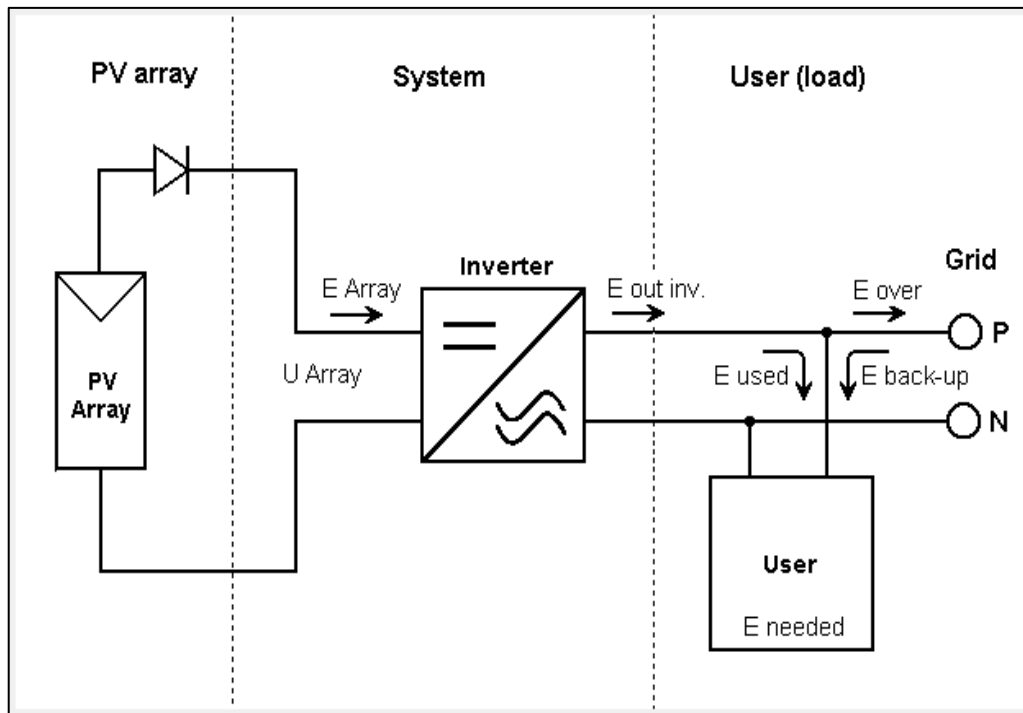 PV array
System
User (load)
Inverter
Grid
E Array
E out inv.
E over
P
U Array
PV
Array
E used
E back-up
N
User
E needed